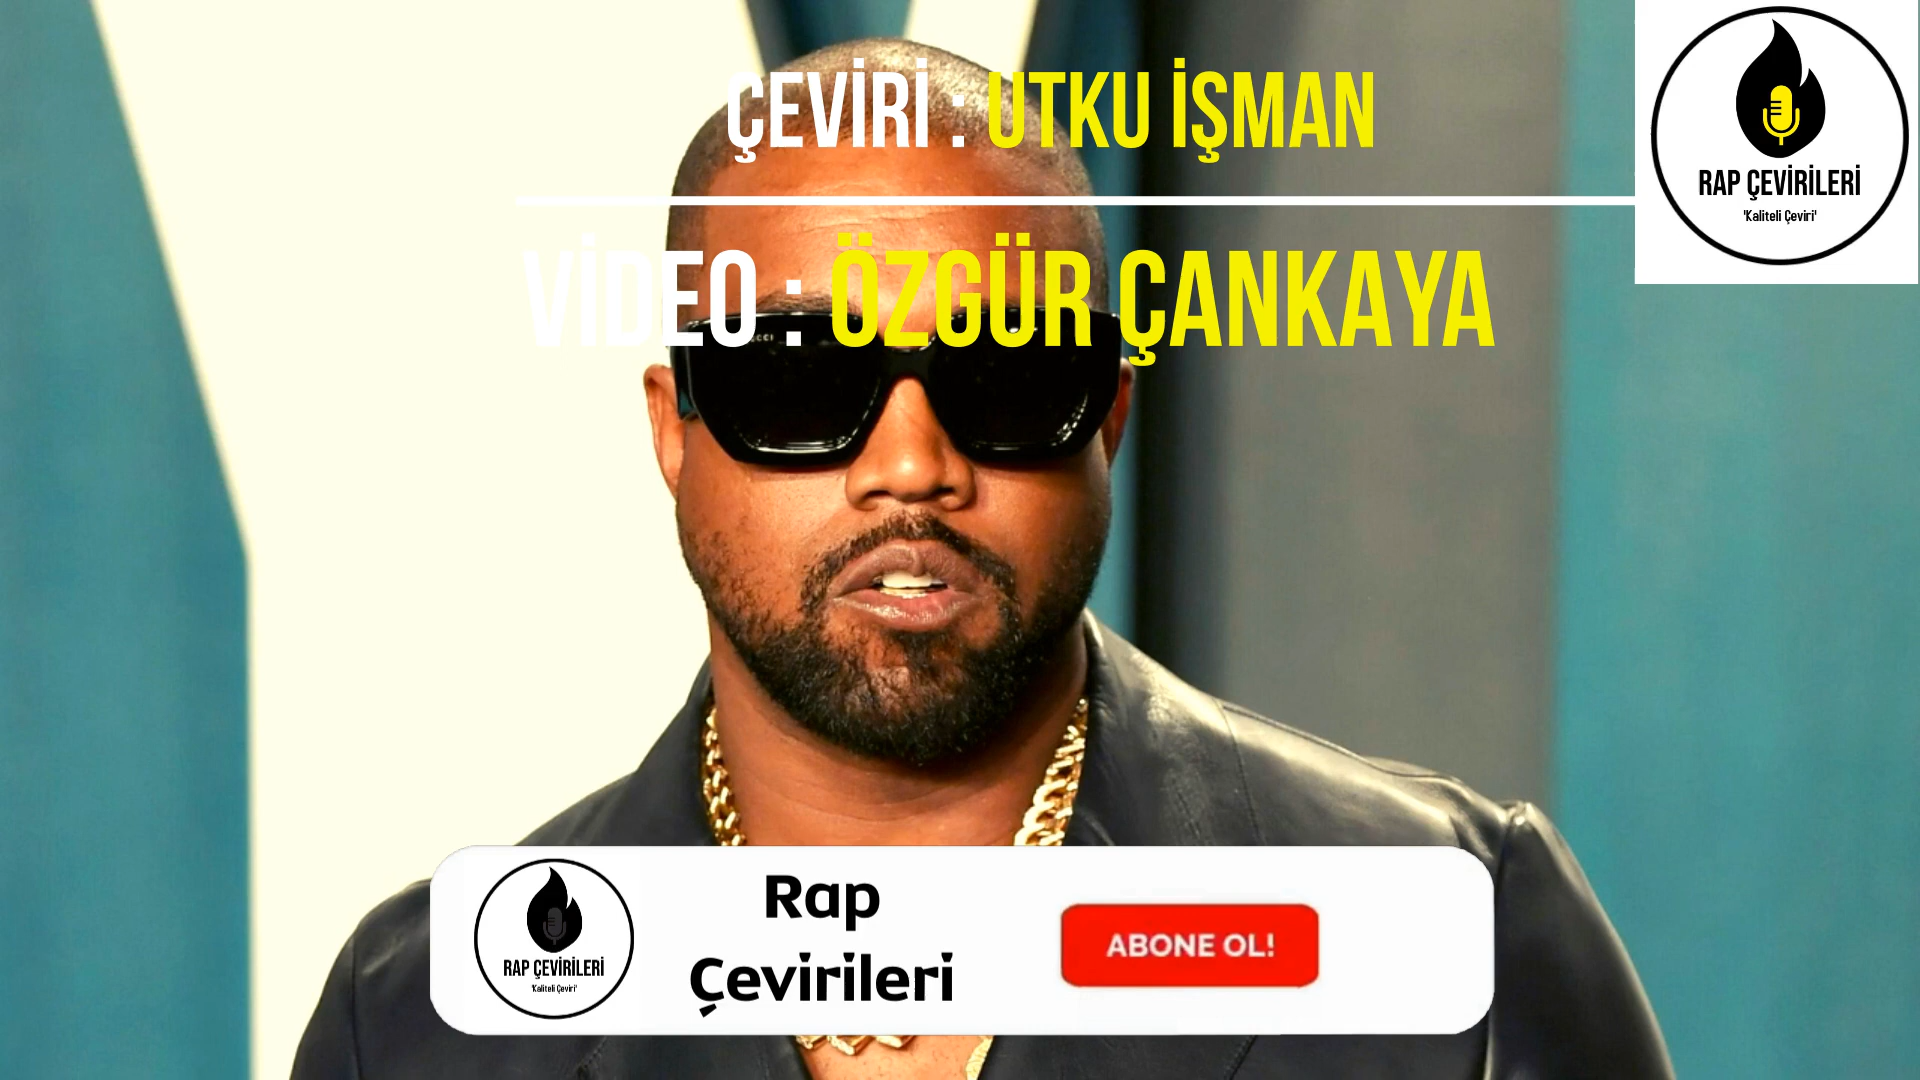 ÇEVİRİ : UTKU İŞMAN
VİDEO : ÖZGÜR ÇANKAYA
RAP ÇEVİRİLERİ
'Kaliteli Çeviri'
Rap
Çevirileri
ABONE OL!
RAP ÇEVİRİLERİ
'Kaliteli Çeviri'